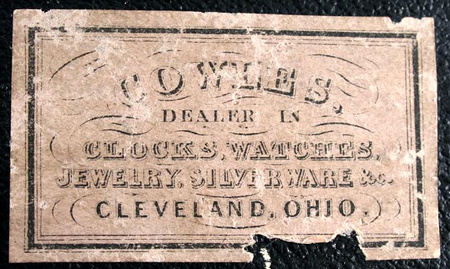 COWLES,
DEALER IN
CLOCKS, WATCHES,
JEWELRY, SILVERWARE &c.
CLEVELAND, OHIO.